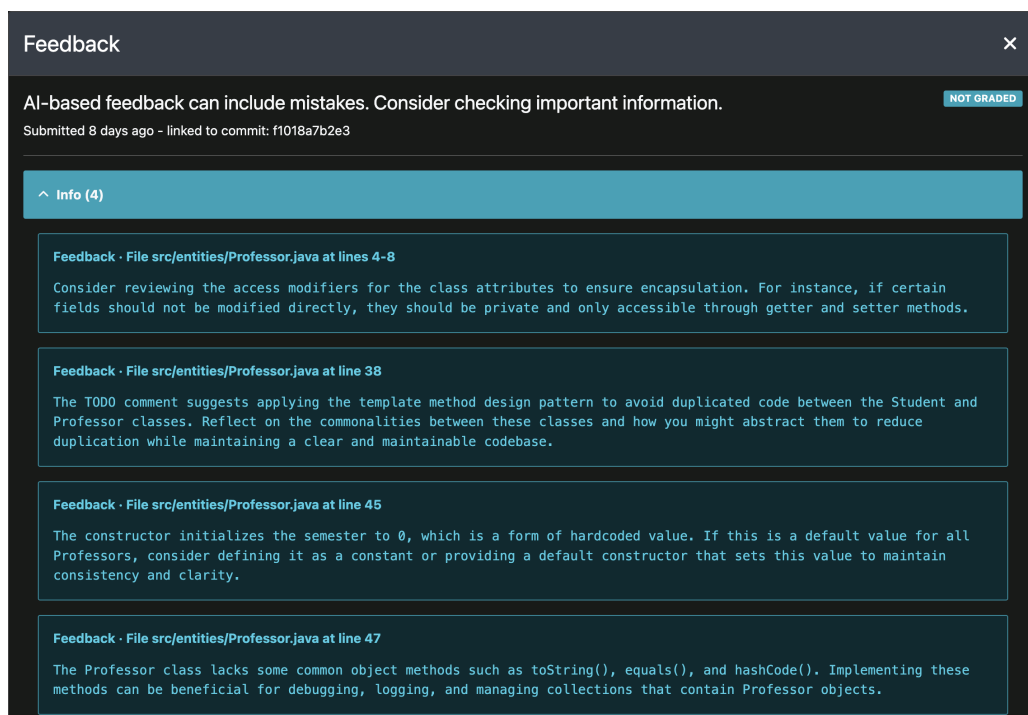 Feedback
AI-based feedback can include mistakes. Consider checking important information.
NOT GRADED
Submitted 8 days ago - linked to commit: f1018a7b2e3
Info (4)
Feedback · File src/entities/Professor.java at lines 4-8
Consider reviewing the access modifiers for the class attributes to ensure encapsulation. For instance, if certain
fields should not be modified directly, they should be private and only accessible through getter and setter methods.
Feedback · File src/entities/Professor.java at line 38
The TODO comment suggests applying the template method design pattern to avoid duplicated code between the Student and
Professor classes. Reflect on the commonalities between these classes and how you might abstract them to reduce
duplication while maintaining a clear and maintainable codebase.
Feedback · File src/entities/Professor.java at line 45
The constructor initializes the semester to 0, which is a form of hardcoded value. If this is a default value for all
Professors, consider defining it as a constant or providing a default constructor that sets this value to maintain
consistency and clarity.
Feedback · File src/entities/Professor.java at line 47
The Professor class lacks some common object methods such as toString(), equals(), and hashCode(). Implementing these
methods can be beneficial for debugging, logging, and managing collections that contain Professor objects.